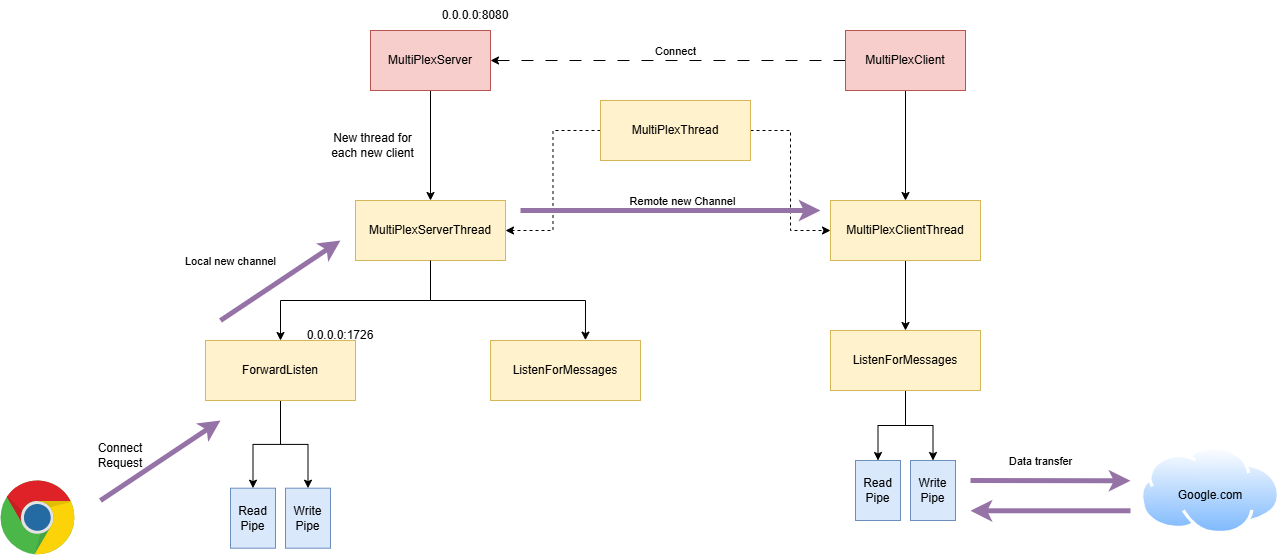 0.0.0.0:8080
MultiPlexServer
Connect
MultiPlexClient
MultiPlexThread
New thread for
each new client
Remote new Channel
MultiPlexServerThread
MultiPlexClientThread
Local new channel
0.0.0.0:1726
ForwardListen
ListenForMessages
ListenForMessages
Connect
Request
Data transfer
Read
Pipe
Write
Pipe
Google.com
Read
Pipe
Write
Pipe